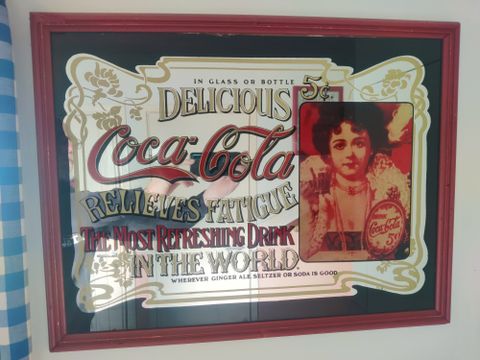 IN GLASS OR BOTTLE
5¢
DELICIOUS
Coca-Cola
RELIEVES FATIGUE
THE MOST REFRESHING DRINK
IN THE WORLD.
WHEREVER GINGER ALE, SELTZER OR SODA IS GOOD
Coca-Cola
5¢